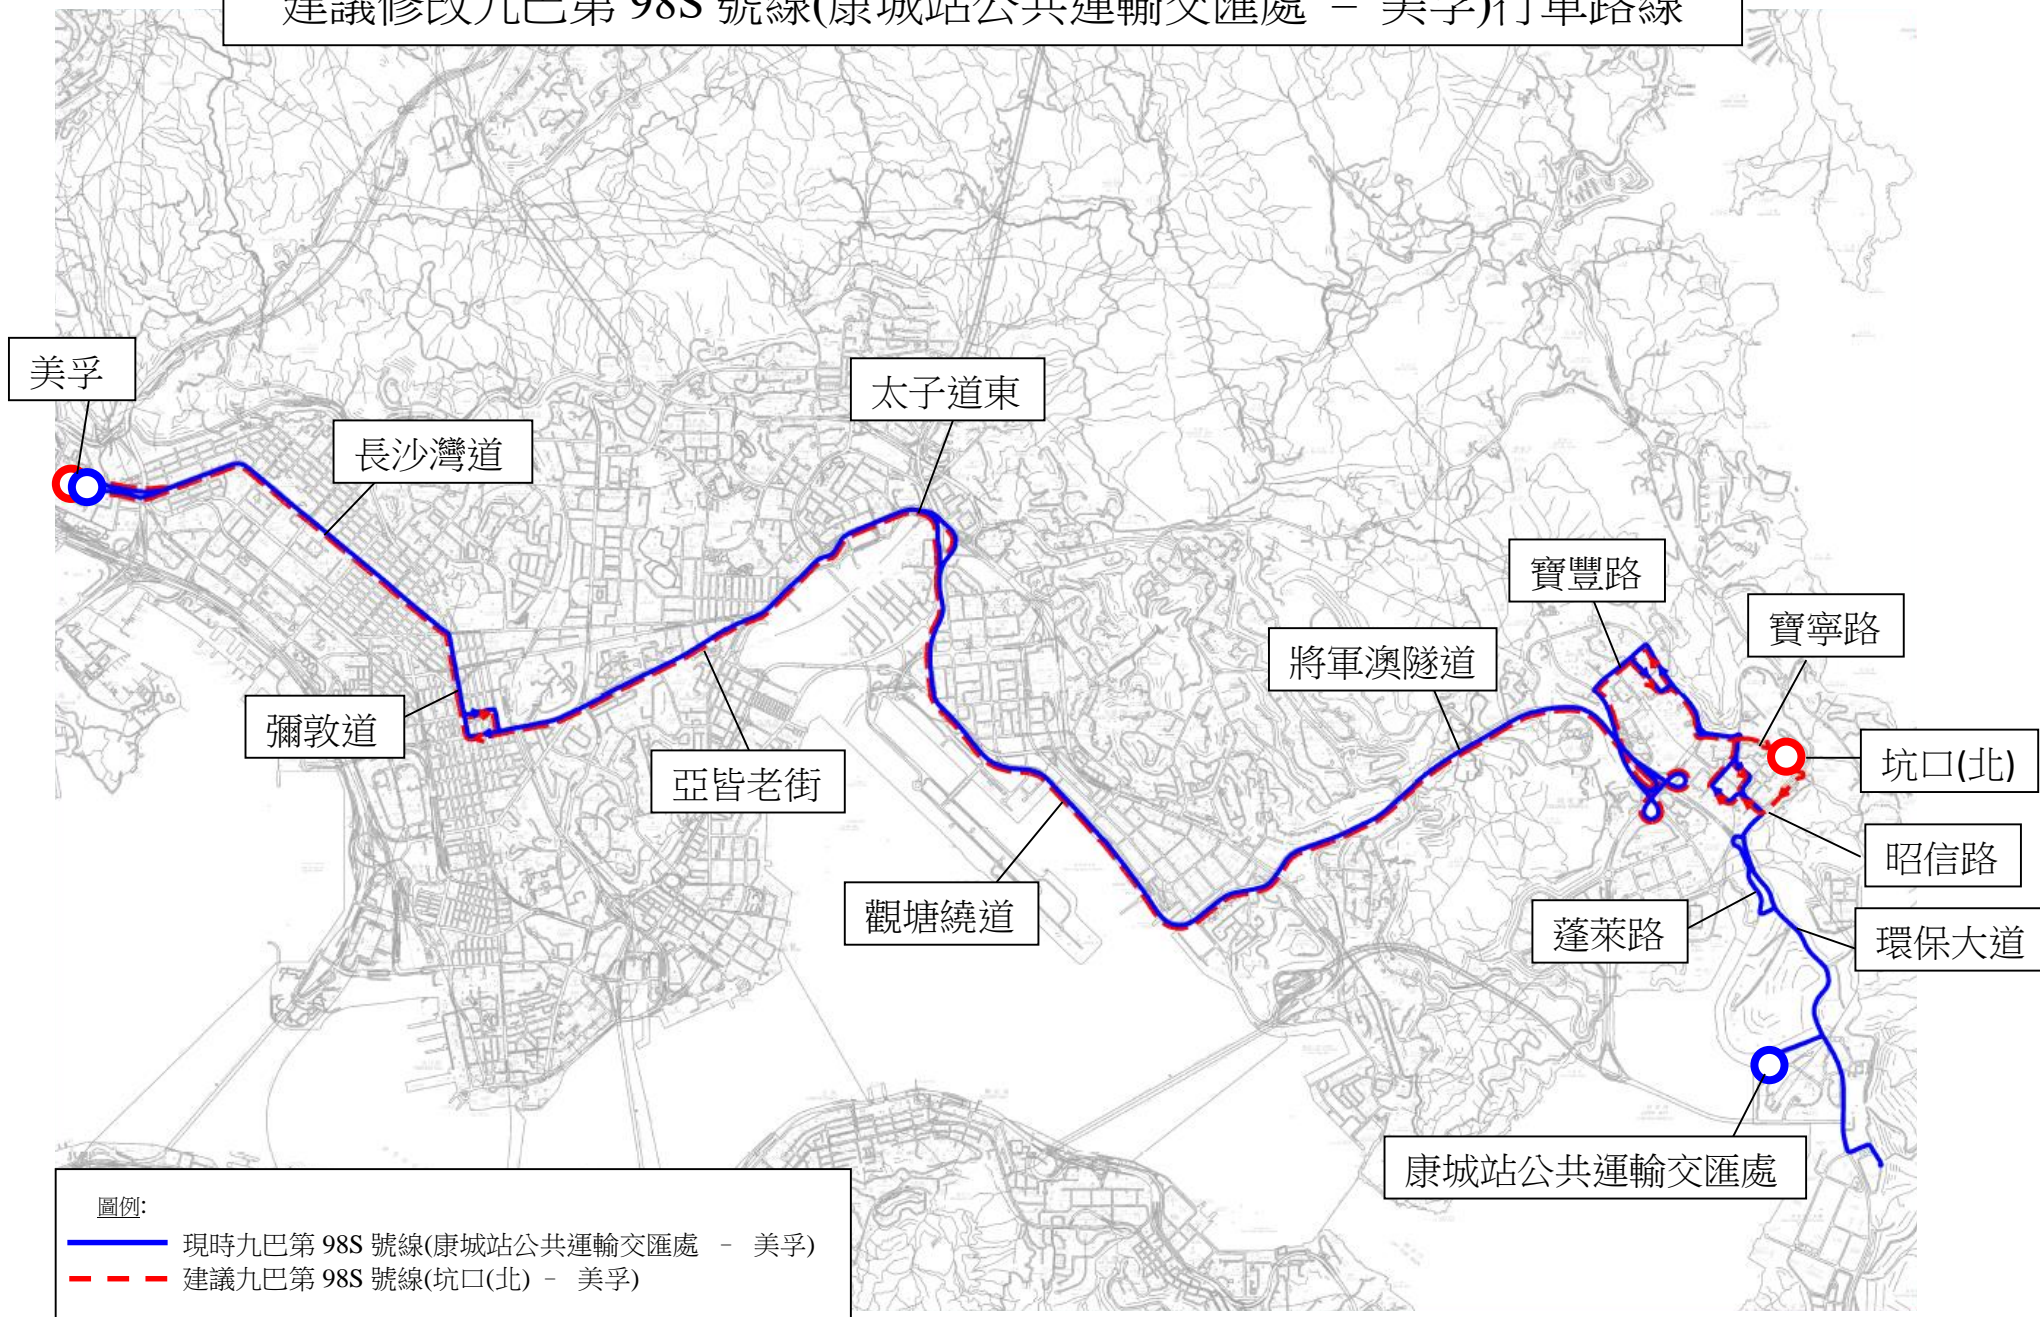 建議修改九巴第 98S 號線(康城站公共運輸交匯處 － 美孚)行車路線
美孚
長沙灣道
太子道東
寶豐路
寶寧路
將軍澳隧道
彌敦道
亞皆老街
坑口(北)
昭信路
觀塘繞道
蓬萊路
環保大道
康城站公共運輸交匯處
圖例:
現時九巴第 98S 號線(康城站公共運輸交匯處 － 美孚)
建議九巴第 98S 號線(坑口(北)－ 美孚)